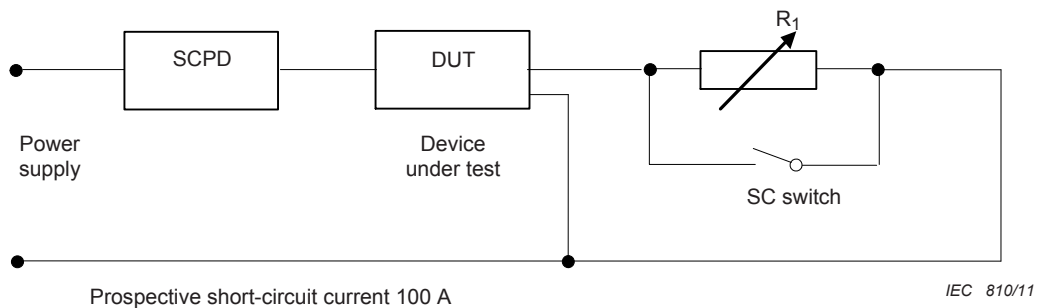 R1
SCPD
DUT
Power
supply
Device
under test
SC switch
Prospective short-circuit current 100 A
IEC 810/11